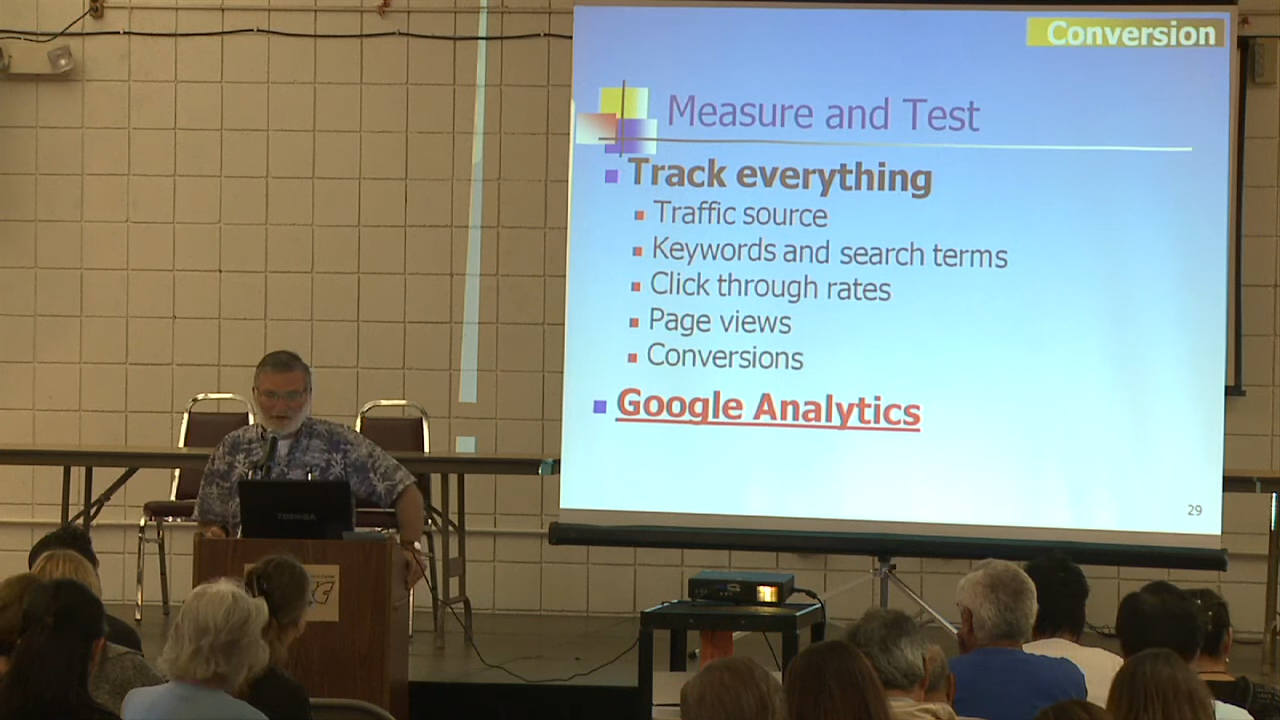 Conversion
Measure and Test
Track everything
Traffic source
Keywords and search terms
Click through rates
Page views
Conversions
Google Analytics
29
TOSHIBA